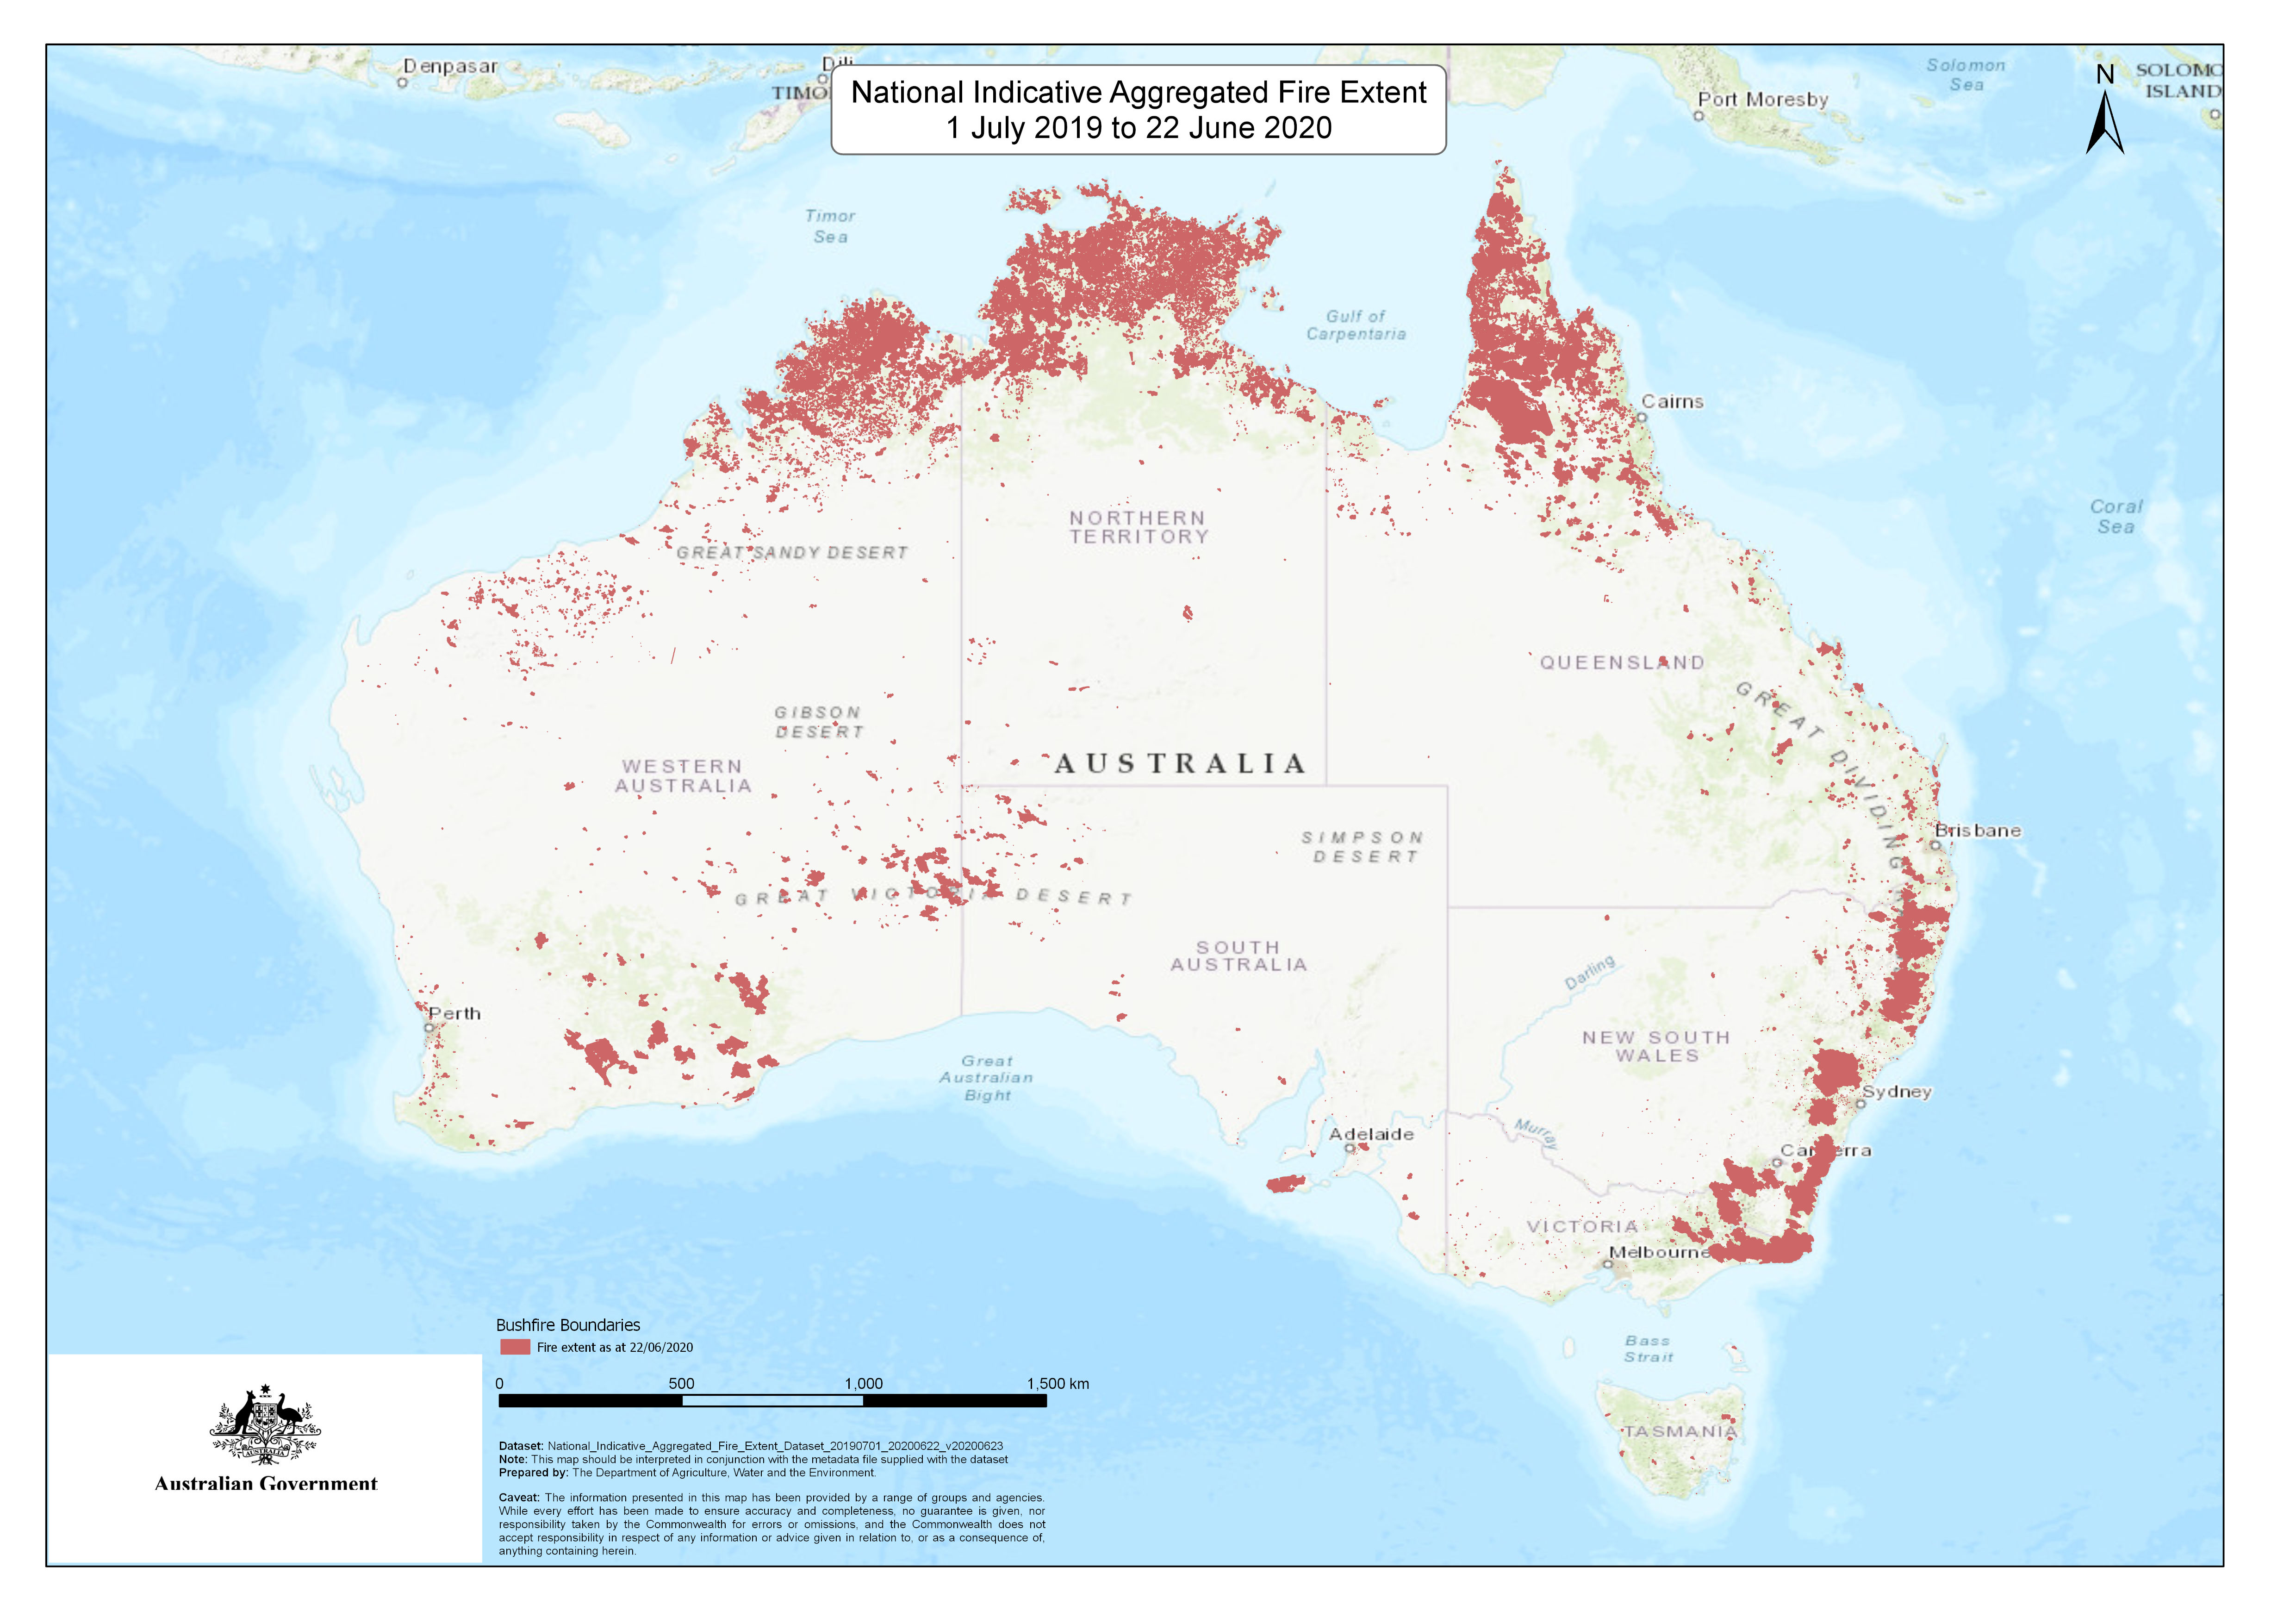 Denpasar
Dili
TIMO
National Indicative Aggregated Fire Extent
1 July 2019 to 22 June 2020
Port Moresby
Solomon
Sea
N
SOLOMO
ISLAND
Timor
Sea
Gulf of
Carpentaria
Cairns
Coral
Sea
NORTHERN
TERRITORY
GREAT SANDY DESERT
QUEENSLAND
GIBSON
DESERT
WESTERN
AUSTRALIA
AUSTRALIA
GREAT DIVIDING
SIMPSON
DESERT
Brisbane
GREAT VICTORIA DESERT
SOUTH
AUSTRALIA
Darling
Perth
NEW SOUTH
WALES
Great
Australian
Bight
Sydney
Murray
Adelaide
Canberra
VICTORIA
Melbourne
Bass
Strait
TASMANIA
Bushfire Boundaries
Fire extent as at 22/06/2020
0 500 1,000 1,500 km
AUSTRALIA
Australian Government
Dataset: National_Indicative_Aggregated_Fire_Extent_Dataset_20190701_20200622_v20200623
Note: This map should be interpreted in conjunction with the metadata file supplied with the dataset
Prepared by: The Department of Agriculture, Water and the Environment.
Caveat: The information presented in this map has been provided by a range of groups and agencies.
While every effort has been made to ensure accuracy and completeness, no guarantee is given, nor
responsibility taken by the Commonwealth for errors or omissions, and the Commonwealth does not
accept responsibility in respect of any information or advice given in relation to, or as a consequence of,
anything containing herein.